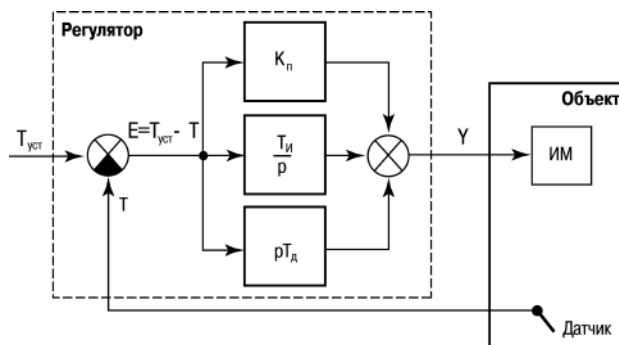 Регулятор
Kп
Объект
Tуст
E=Tуст- T
TИ
p
Y
ИМ
T
pTд
Датчик